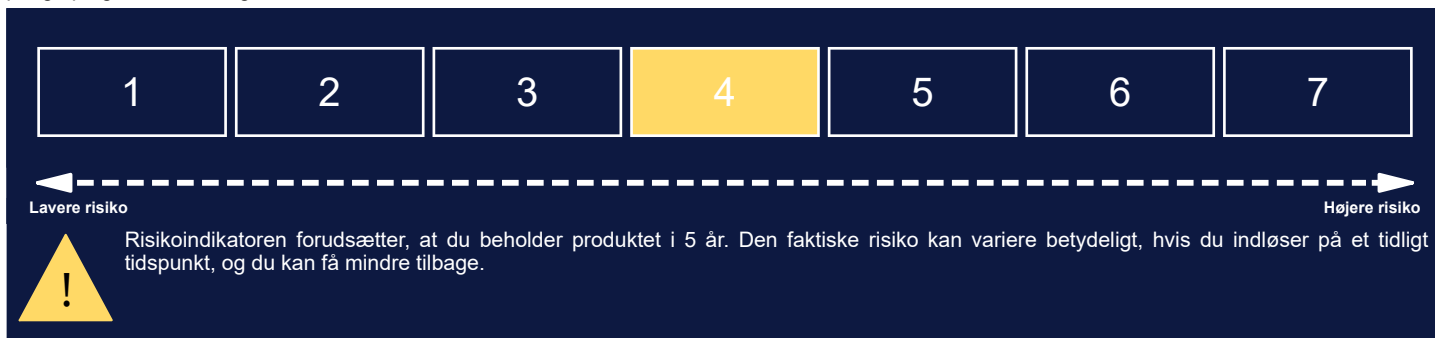 1 2 3 4 5 6 7
Lavere risiko Højere risiko
Risikoindikatoren forudsætter, at du beholder produktet i 5 år. Den faktiske risiko kan variere betydeligt, hvis du indløser på et tidligt
tidspunkt, og du kan få mindre tilbage.
!